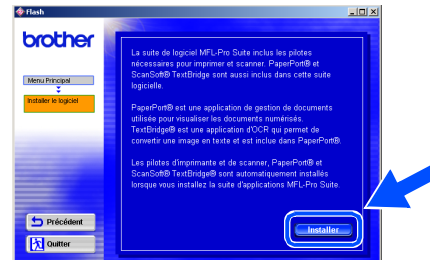 Flash
brother
Menu Principal
Installer le logiciel
La suite de logiciel MFL-Pro Suite inclus les pilotes
nécessaires pour imprimer et scanner. PaperPort® et
ScanSoft® TextBridge® sont aussi inclus dans cette suite
logicielle.
PaperPort® est une application de gestion de documents
utilisée pour visualiser les documents numérisés.
TextBridge® est une application d'OCR qui permet de
convertir une image en texte et est incluse dans PaperPort®.
Les pilotes d'imprimante et de scanner, PaperPort® et
ScanSoft® TextBridge® sont automatiquement installés
lorsque vous installez la suite d'applications MFL-Pro Suite.
Installer
Précédent
Quitter